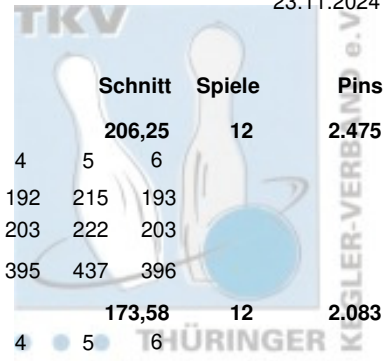 23.11.2024
TKV
Schnitt Spiele Pins
206,25 12 2.475
4 5 6
192 215 193
203 222 203
395 437 396
173,58 12 2.083
4 5 6
THÜRINGER
KEGLER-VERBAND e.V